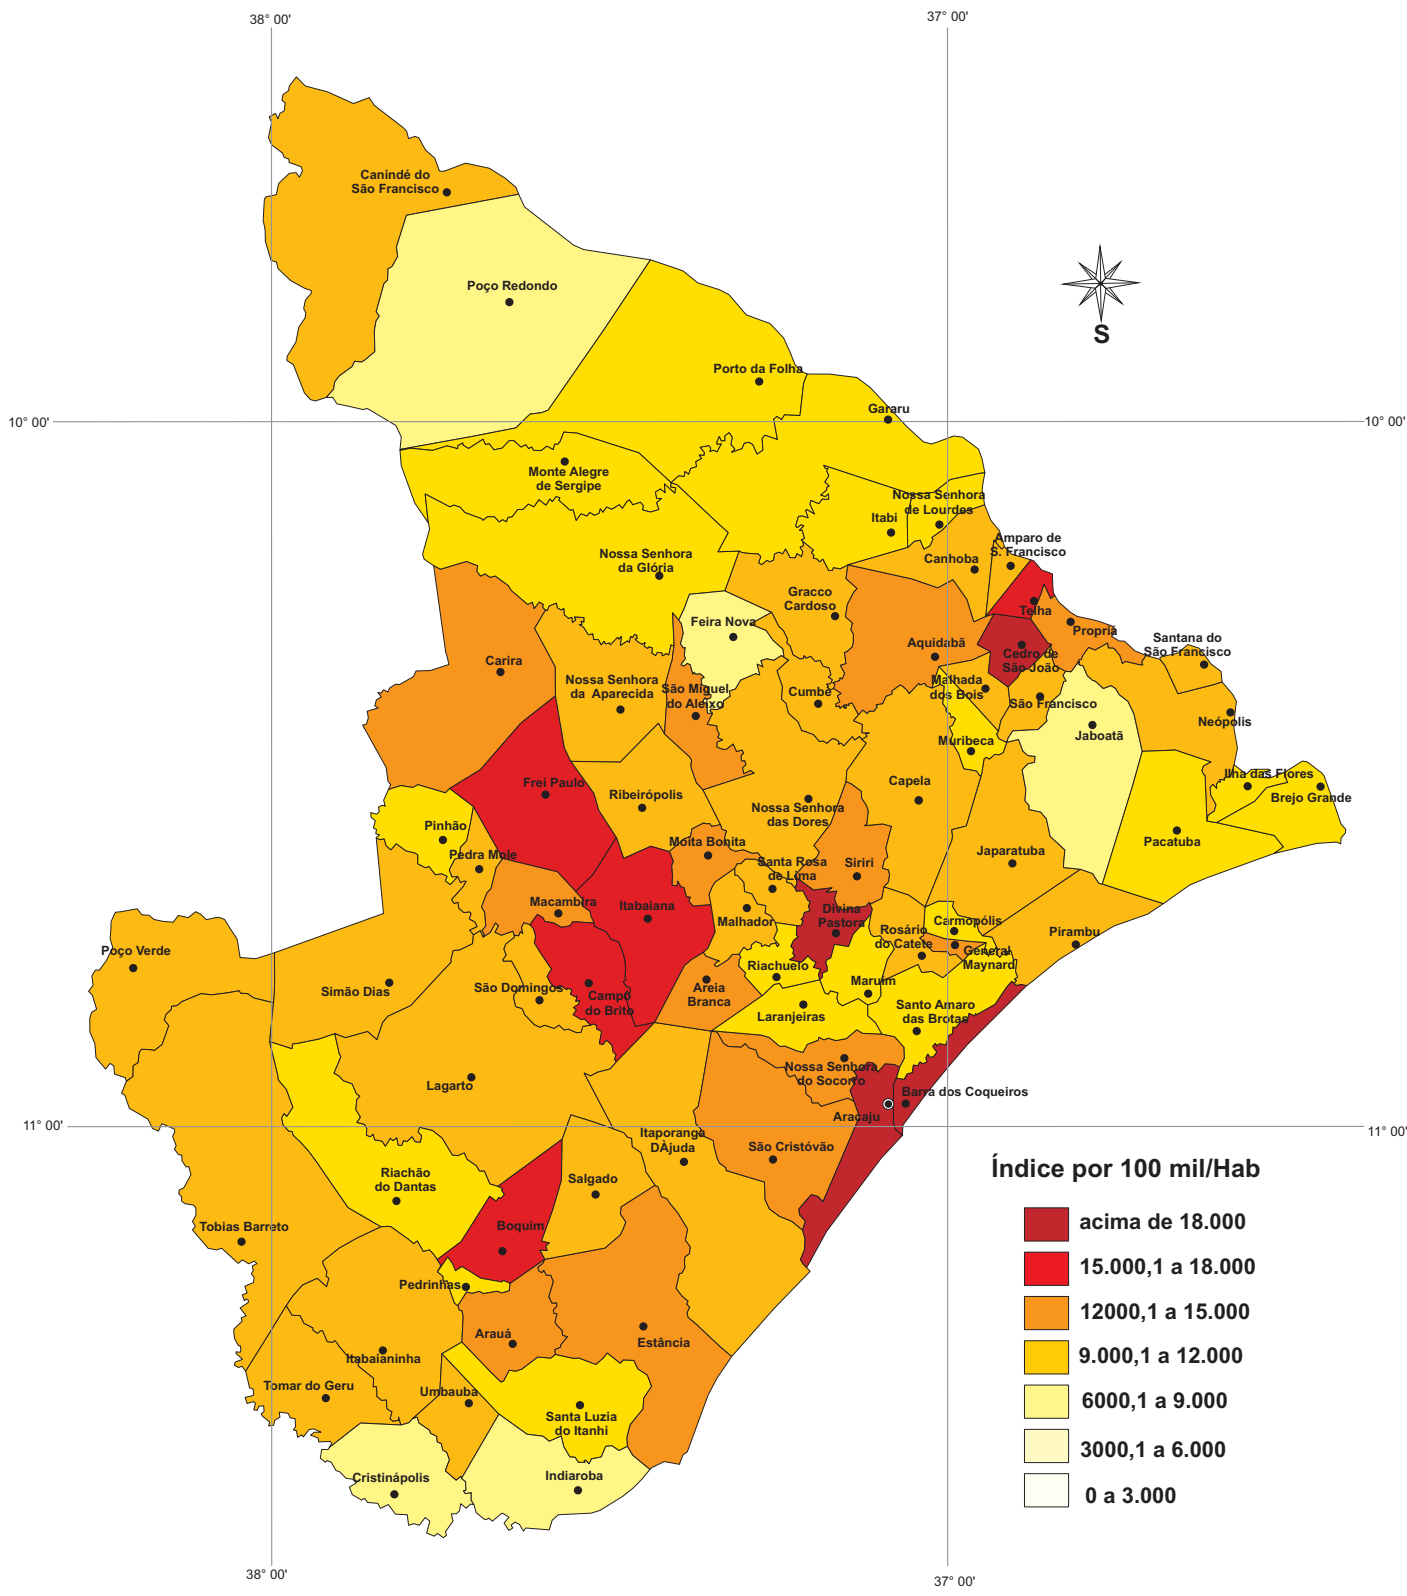 38° 00'
37° 00'
Canindé do
São Francisco
Poço Redondo
S
Porto da Folha
Gararu
10° 00'
10° 00'
Monte Alegre
de Sergipe
Nossa Senhora
de Lourdes
Itabi
Nossa Senhora
da Glória
Canhoba
Amparo de
S. Francisco
Gracco
Cardoso
Telha
Feira Nova
Propriá
Aquidabã
Cedro de
São João
Santana do
São Francisco
Carira
Nossa Senhora
da Aparecida
São Miguel
do Aleixo
Cumbe
Malhada
dos Bois
São Francisco
Jaboatã
Neópolis
Muribeca
Frei Paulo
Ribeirópolis
Capela
Ilha das Flores
Brejo Grande
Nossa Senhora
das Dores
Pinhão
Pedra Mole
Moita Bonita
Santa Rosa
de Lima
Siriri
Japaratuba
Pacatuba
Macambira
Itabaiana
Malhador
Divina
Pastora
Rosário
do Catete
Carmopólis
General
Maynard
Pirambu
Poço Verde
Simão Dias
São Domingos
Campo
do Brito
Areia
Branca
Riachuelo
Maruim
Laranjeiras
Santo Amaro
das Brotas
Lagarto
Nossa Senhora
do Socorro
Barra dos Coqueiros
Aracaju
11° 00'
11° 00'
Itaporanga
DÀjuda
São Cristóvão
Riachão
do Dantas
Salgado
Tobias Barreto
Boquim
Pedrinhas
Arauá
Estância
Itabaianinha
Tomar do Geru
Umbauba
Santa Luzia
do Itanhi
Cristinápolis
Indiaroba
Índice por 100 mil/Hab
acima de 18.000
15.000,1 a 18.000
12000,1 a 15.000
9.000,1 a 12.000
6000,1 a 9.000
3000,1 a 6.000
0 a 3.000
38° 00'
37° 00'